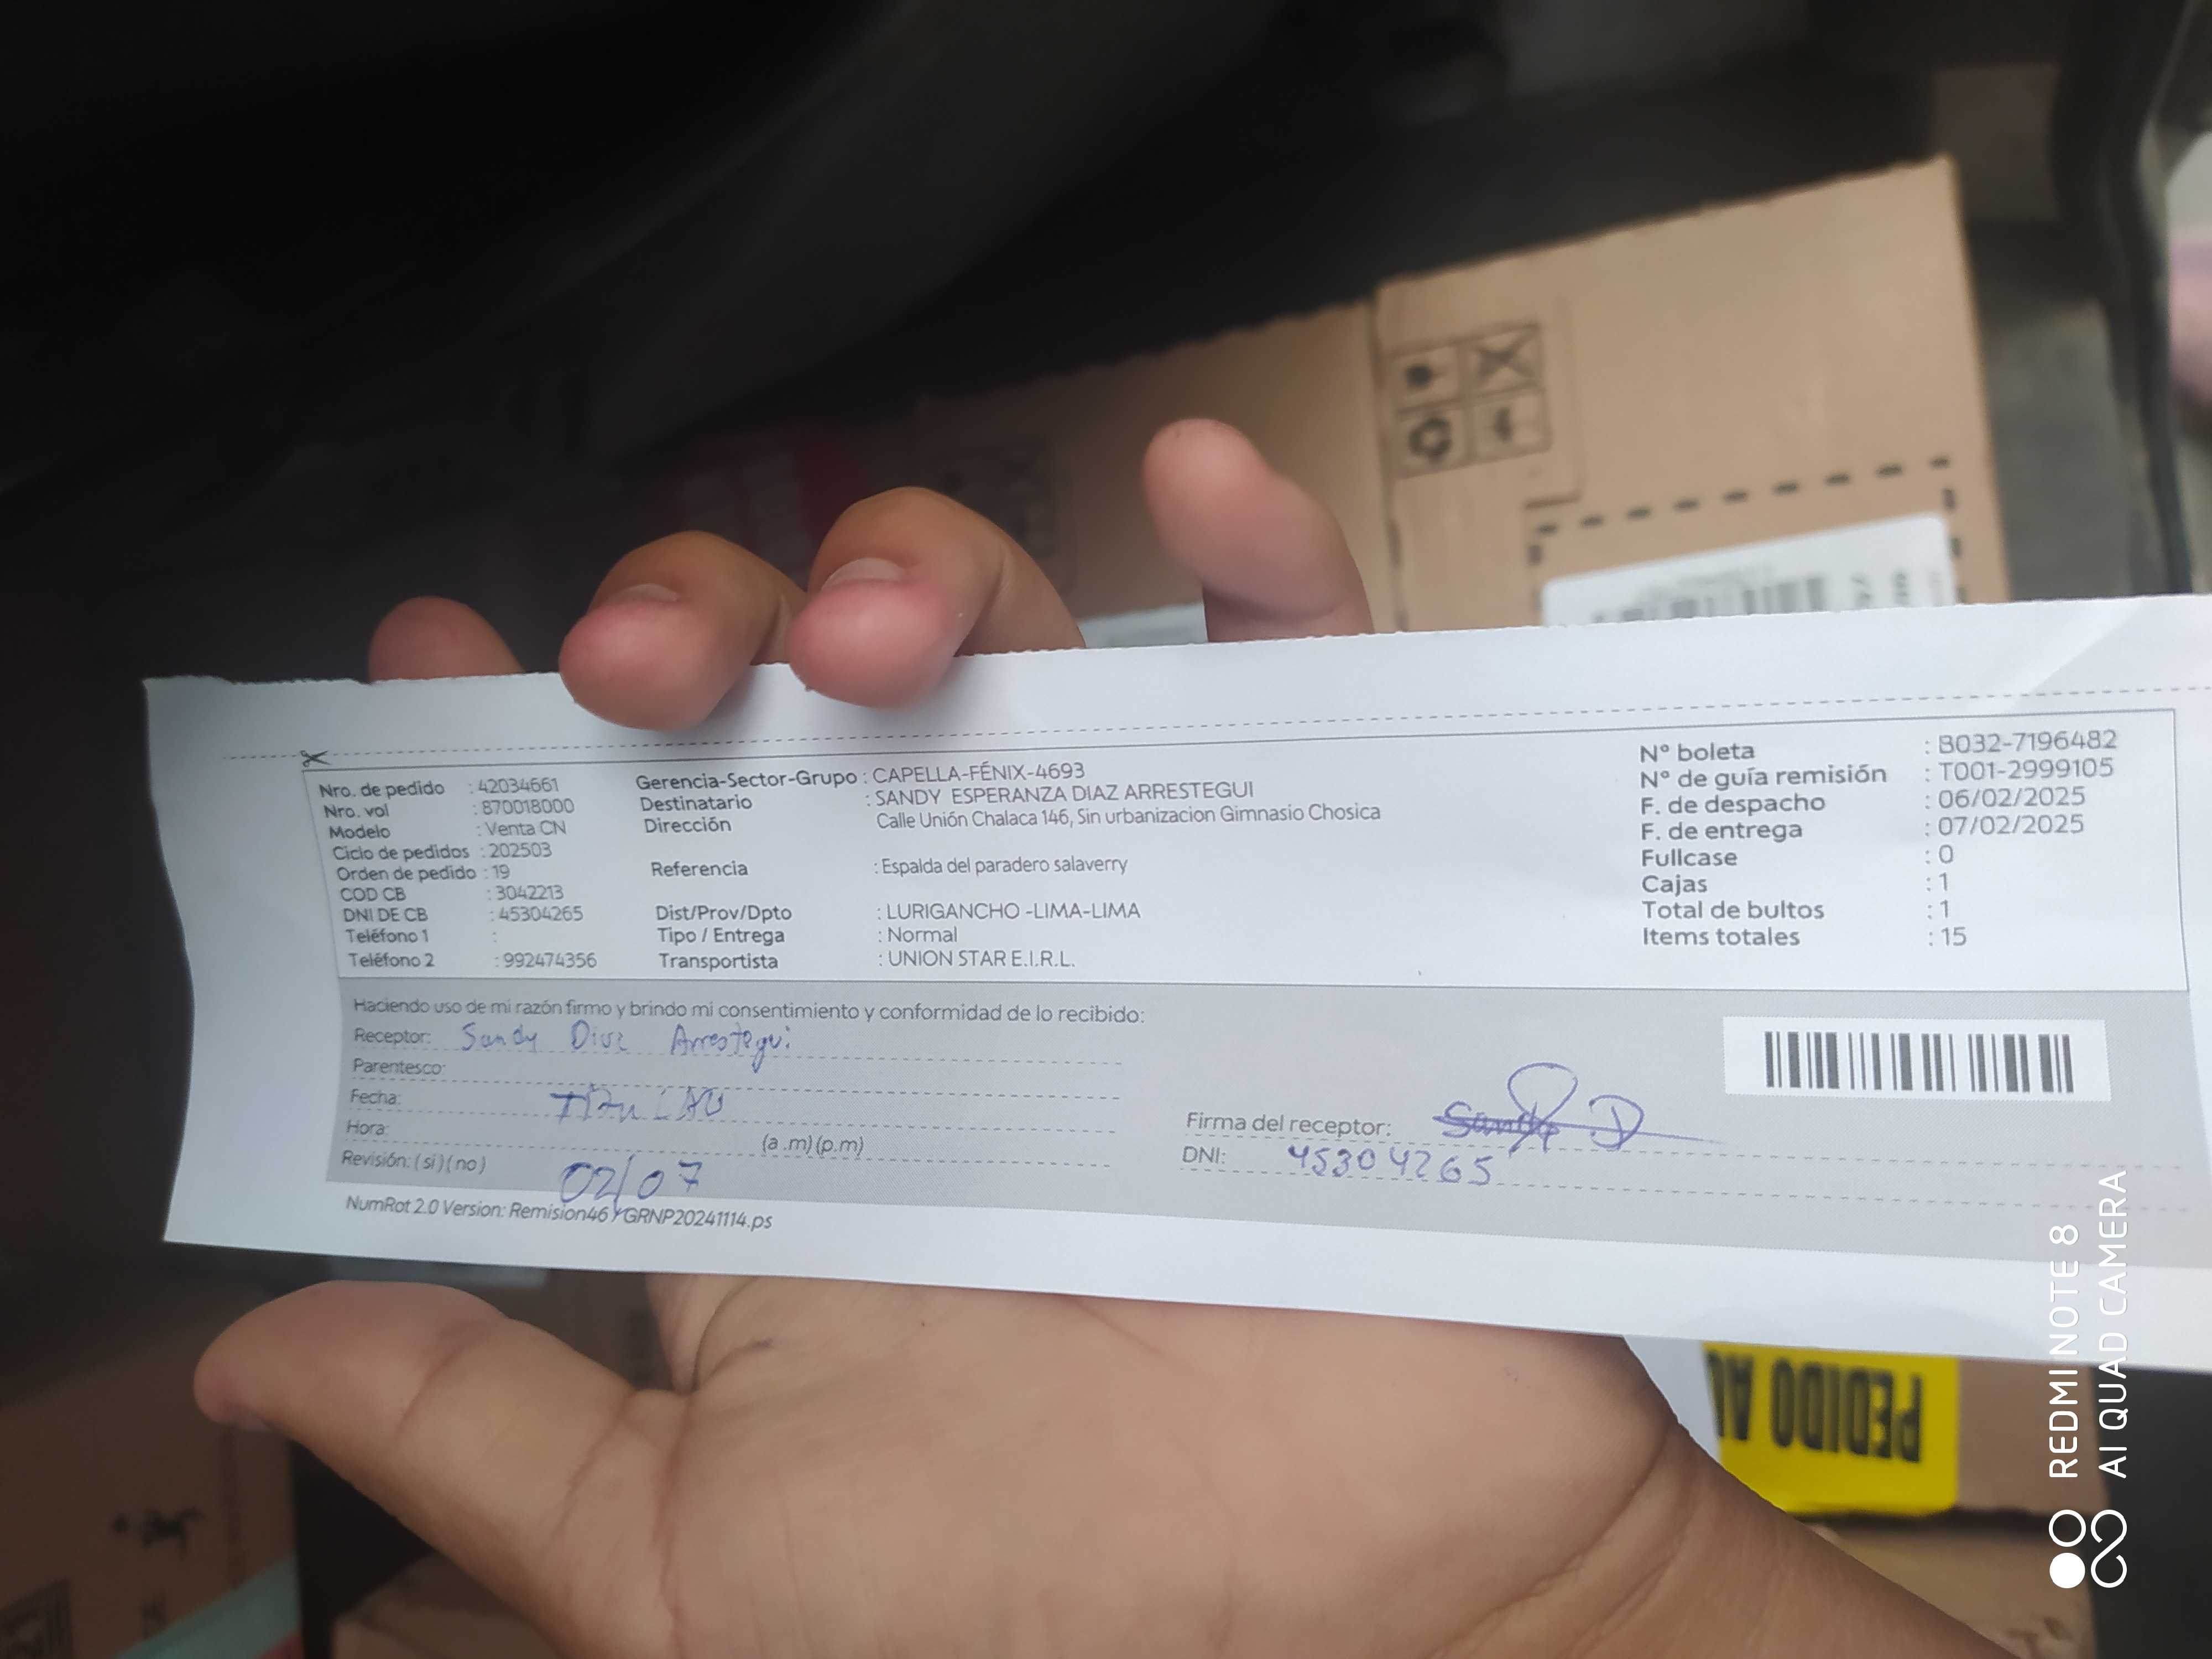 Nro. de pedido : 42034661
Nro. vol : 870018000
Modelo : Venta CN
Ciclo de pedidos : 202503
Orden de pedido : 19
COD CB : 3042213
DNI DE CB : 45304265
Teléfono 1 :
Teléfono 2 : 992474356
Gerencia-Sector-Grupo : CAPELLA-FÉNIX-4693
Destinatario : SANDY ESPERANZA DIAZ ARRESTEGUI
Dirección Calle Unión Chalaca 146, Sin urbanizacion Gimnasio Chosica
Referencia : Espalda del paradero salaverry
Dist/Prov/Dpto : LURIGANCHO -LIMA-LIMA
Tipo / Entrega : Normal
Transportista : UNION STAR E.I.R.L.
N° boleta : B032-7196482
N° de guía remisión : T001-2999105
F. de despacho : 06/02/2025
F. de entrega : 07/02/2025
Fullcase : 0
Cajas : 1
Total de bultos : 1
Items totales : 15
Haciendo uso de mi razón firmo y brindo mi consentimiento y conformidad de lo recibido:
Receptor: Sandy Diaz Arrestegui
Parentesco:
Fecha:
Hora: (a .m) (p.m)
Revisión: ( si ) ( no ) 02/07
Firma del receptor: Sandy D
DNI: 45304265
NumRot 2.0 Version: Remision46 / GRNP20241114.ps
PEDIDO
REDMI NOTE 8
AI QUAD CAMERA